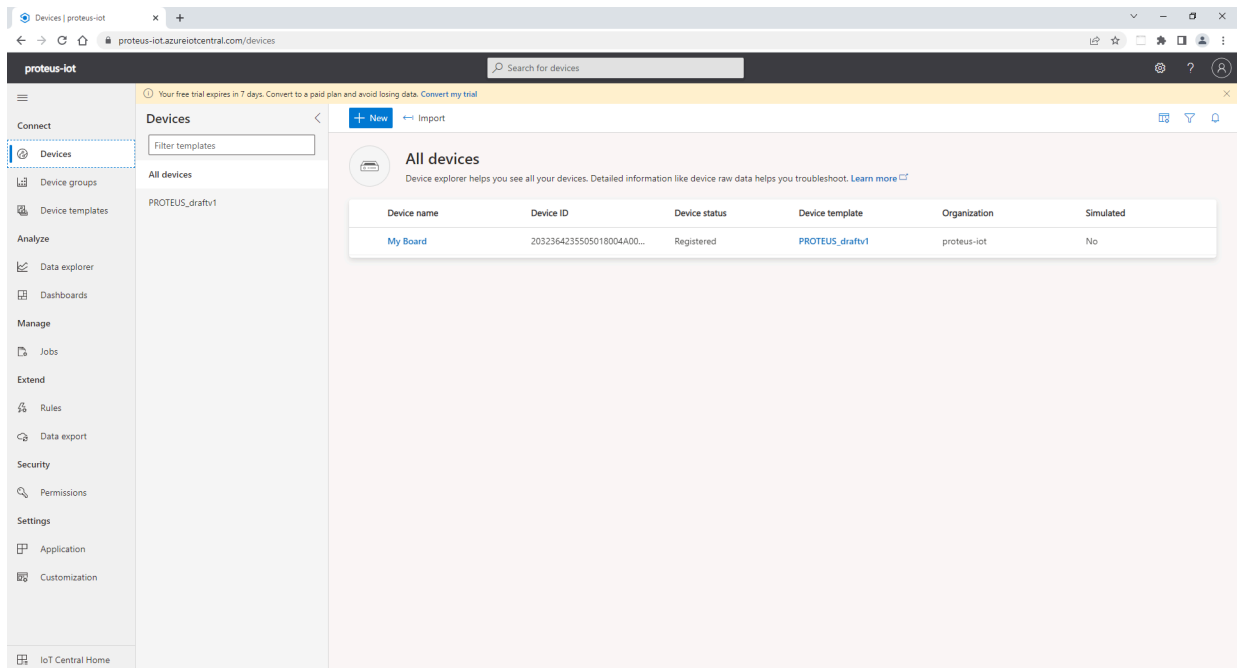 Devices | proteus-iot
proteus-iot.azureiotcentral.com/devices
proteus-iot
Search for devices
Your free trial expires in 7 days. Convert to a paid plan and avoid losing data. Convert my trial
Connect
Devices
Device groups
Device templates
Analyze
Data explorer
Dashboards
Manage
Jobs
Extend
Rules
Data export
Security
Permissions
Settings
Application
Customization
IoT Central Home
Devices
Filter templates
All devices
PROTEUS_draftv1
New
Import
All devices
Device explorer helps you see all your devices. Detailed information like device raw data helps you troubleshoot. Learn more
Device name Device ID Device status Device template Organization Simulated
My Board 2032364235505018004A00... Registered PROTEUS_draftv1 proteus-iot No